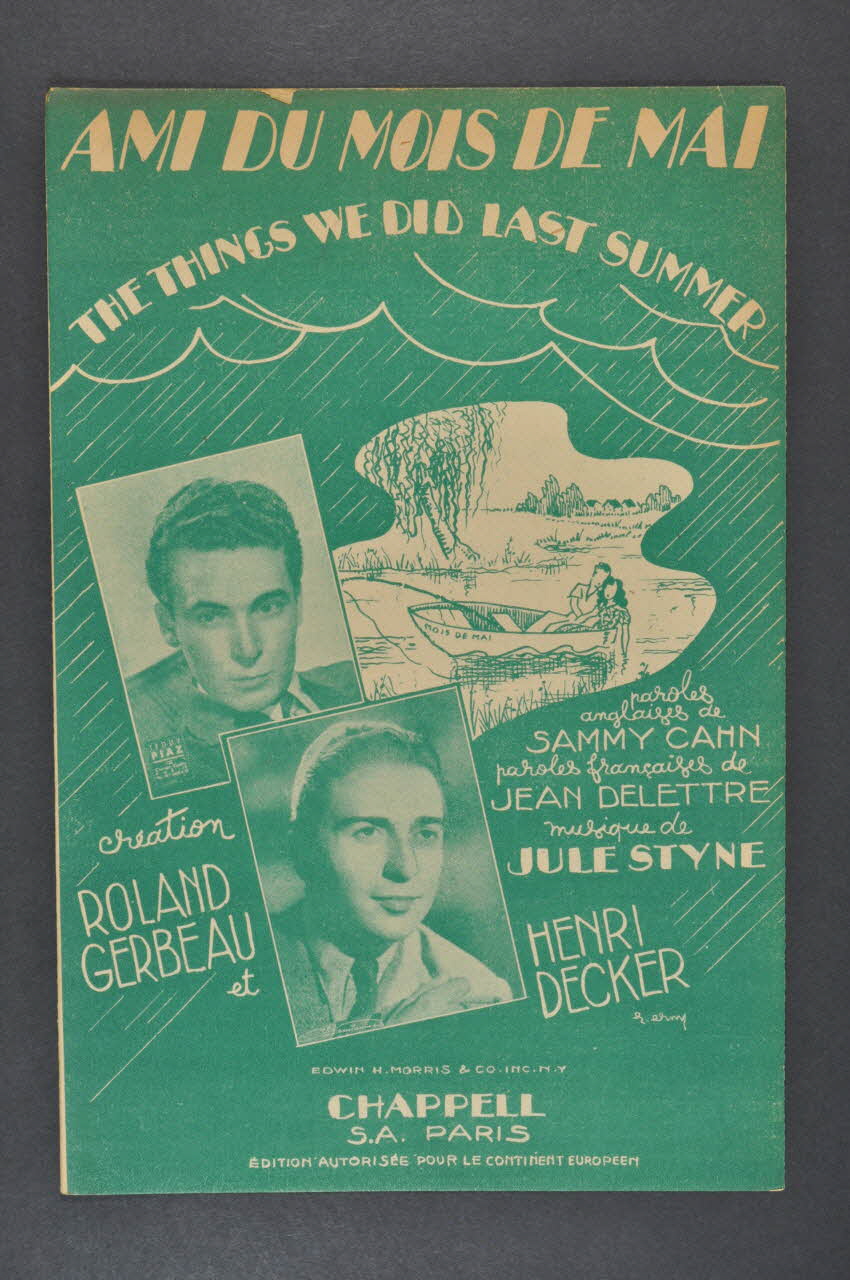 AMI DU MOIS DE MAI
THE THINGS WE DID LAST SUMMER
MOIS DE MAI
paroles
anglaises de
SAMMY CAHN
paroles françaises de
JEAN DELETTRE
musique de
JULE STYNE
PIAZ
création
ROLAND
GERBEAU
et
HENRI
DECKER
EDWIN H. MORRIS & CO. INC. N.Y
CHAPPELL
S.A. PARIS
ÉDITION AUTORISÉE POUR LE CONTINENT EUROPEEN